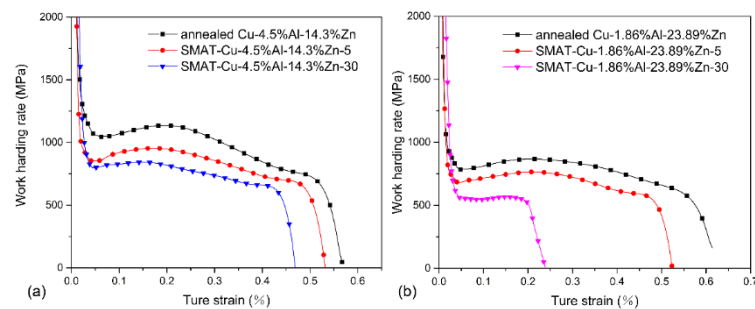 annealed Cu-4.5%Al-14.3%Zn
SMAT-Cu-4.5%Al-14.3%Zn-5
SMAT-Cu-4.5%Al-14.3%Zn-30
Work harding rate (MPa)
2000
1500
1000
500
0
0.0 0.1 0.2 0.3 0.4 0.5 0.6
(a)
Ture strain (%)
annealed Cu-1.86%Al-23.89%Zn
SMAT-Cu-1.86%Al-23.89%Zn-5
SMAT-Cu-1.86%Al-23.89%Zn-30
Work harding rate (MPa)
2000
1500
1000
500
0
0.0 0.1 0.2 0.3 0.4 0.5 0.6 0.7
(b)
Ture strain (%)